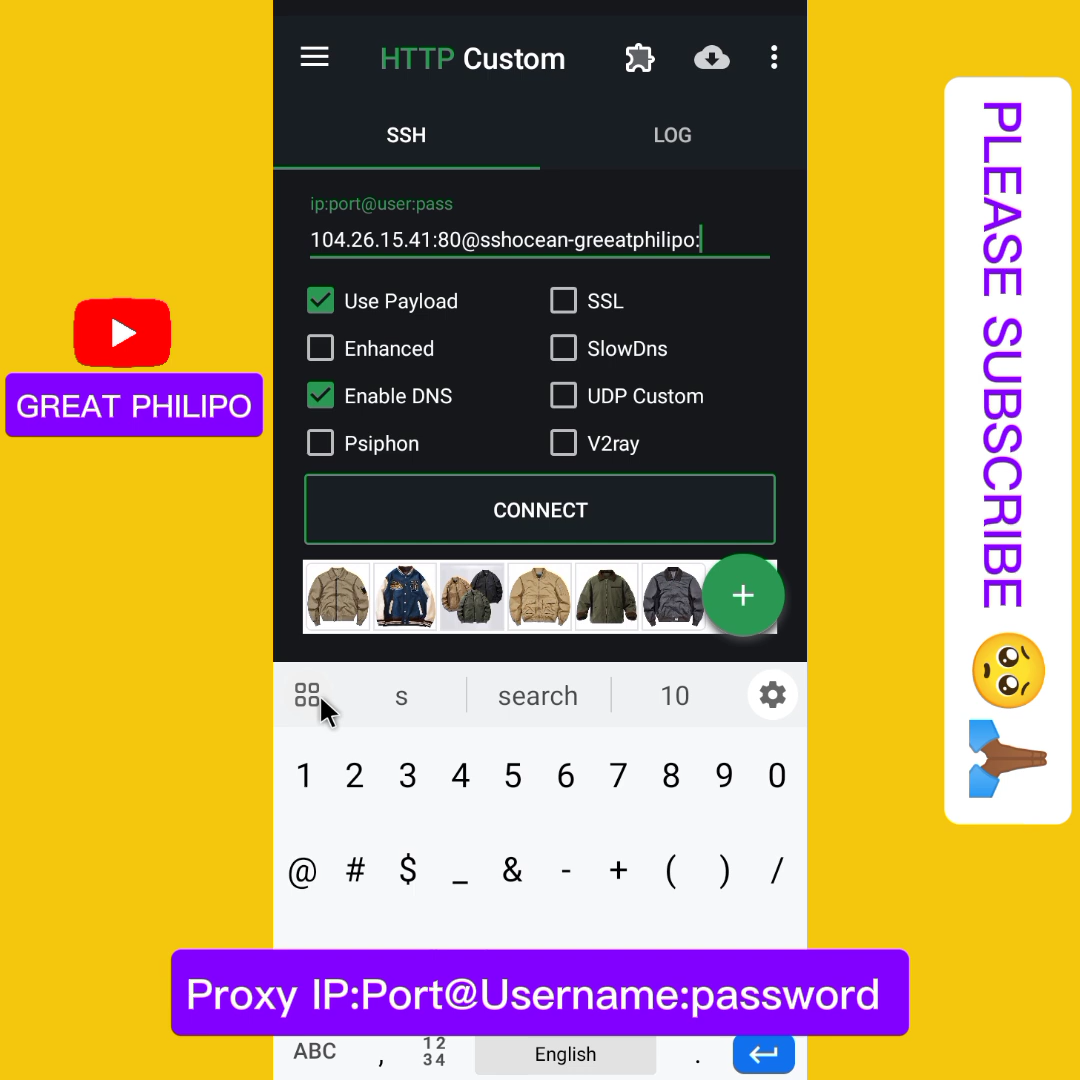 HTTP Custom
SSH LOG
ip:port@user:pass
104.26.15.41:80@sshocean-greeatphilipo:
Use Payload SSL
Enhanced SlowDns
Enable DNS UDP Custom
Psiphon V2ray
CONNECT
GREAT PHILIPO
PLEASE SUBSCRIBE
s search 10
1 2 3 4 5 6 7 8 9 0
@ # $ _ & - + ( ) /
Proxy IP:Port@Username:password
ABC , 12 English .
34